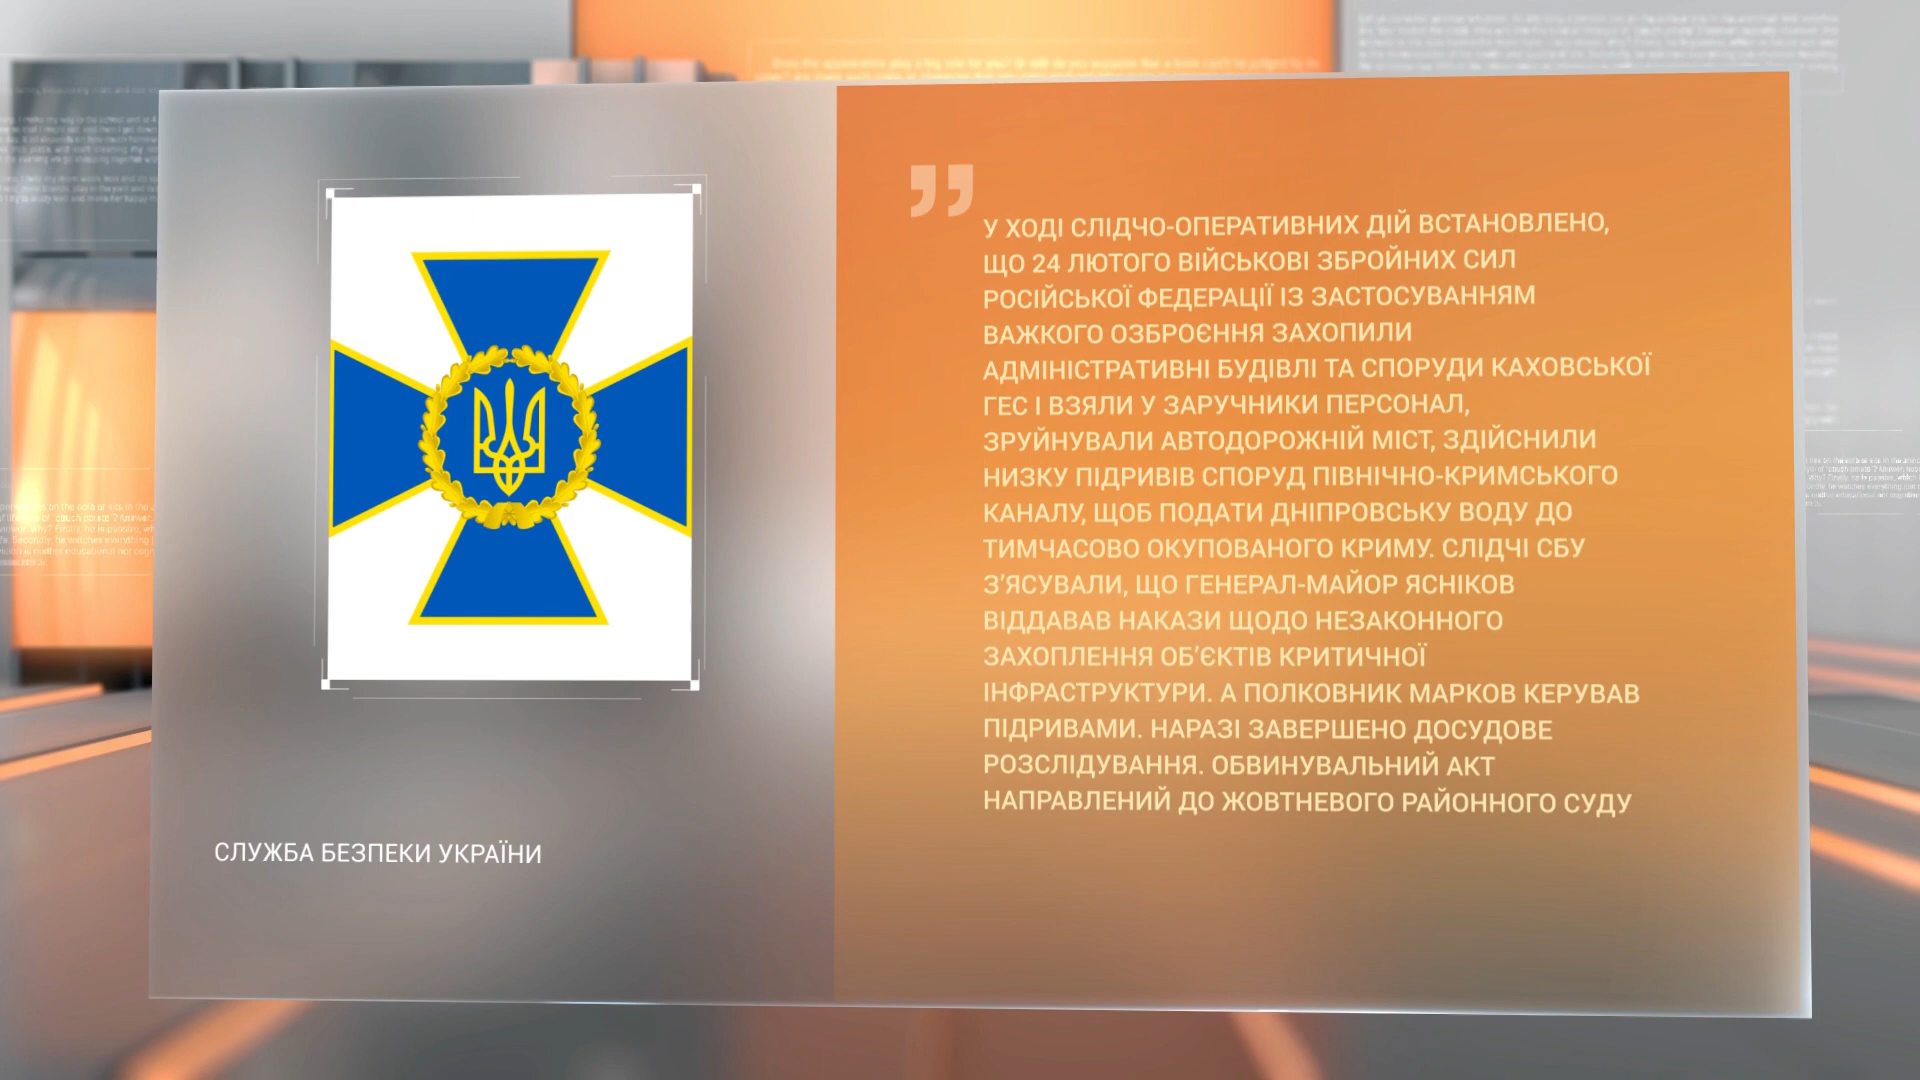 У ХОДІ СЛІДЧО-ОПЕРАТИВНИХ ДІЙ ВСТАНОВЛЕНО,
ЩО 24 ЛЮТОГО ВІЙСЬКОВІ ЗБРОЙНИХ СИЛ
РОСІЙСЬКОЇ ФЕДЕРАЦІЇ ІЗ ЗАСТОСУВАННЯМ
ВАЖКОГО ОЗБРОЄННЯ ЗАХОПИЛИ
АДМІНІСТРАТИВНІ БУДІВЛІ ТА СПОРУДИ КАХОВСЬКОЇ
ГЕС І ВЗЯЛИ У ЗАРУЧНИКИ ПЕРСОНАЛ,
ЗРУЙНУВАЛИ АВТОДОРОЖНІЙ МІСТ, ЗДІЙСНИЛИ
НИЗКУ ПІДРИВІВ СПОРУД ПІВНІЧНО-КРИМСЬКОГО
КАНАЛУ, ЩОБ ПОДАТИ ДНІПРОВСЬКУ ВОДУ ДО
ТИМЧАСОВО ОКУПОВАНОГО КРИМУ. СЛІДЧІ СБУ
З’ЯСУВАЛИ, ЩО ГЕНЕРАЛ-МАЙОР ЯСНІКОВ
ВІДДАВАВ НАКАЗИ ЩОДО НЕЗАКОННОГО
ЗАХОПЛЕННЯ ОБ’ЄКТІВ КРИТИЧНОЇ
ІНФРАСТРУКТУРИ. А ПОЛКОВНИК МАРКОВ КЕРУВАВ
ПІДРИВАМИ. НАРАЗІ ЗАВЕРШЕНО ДОСУДОВЕ
РОЗСЛІДУВАННЯ. ОБВИНУВАЛЬНИЙ АКТ
НАПРАВЛЕНИЙ ДО ЖОВТНЕВОГО РАЙОННОГО СУДУ
СЛУЖБА БЕЗПЕКИ УКРАЇНИ